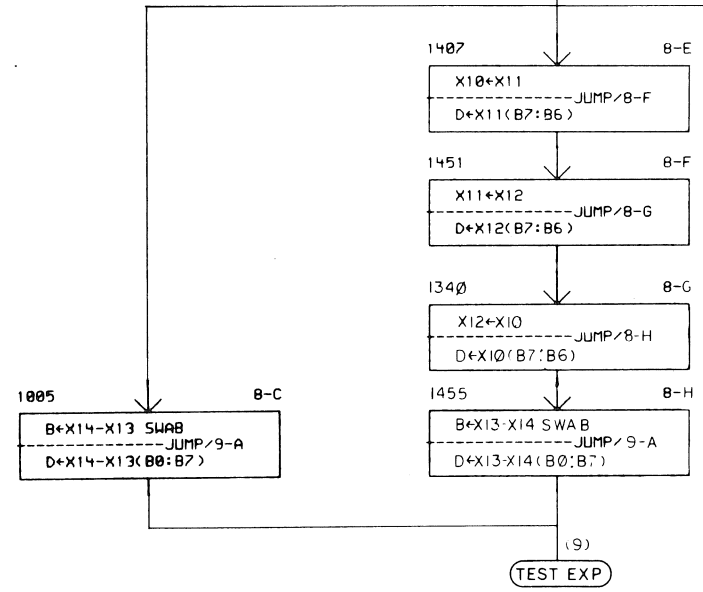 1407 8-E
X10←X11
JUMP/8-F
D←X11(B7:B6)
1451 8-F
X11←X12
JUMP/8-G
D←X12(B7:B6)
1340 8-G
X12←X10
JUMP/8-H
D←X10(B7:B6)
1005 8-C
B←X14-X13 SWAB
JUMP/9-A
D←X14-X13(B0:B7)
1455 8-H
B←X13-X14 SWAB
JUMP/9-A
D←X13-X14(B0:B7)
(9)
TEST EXP